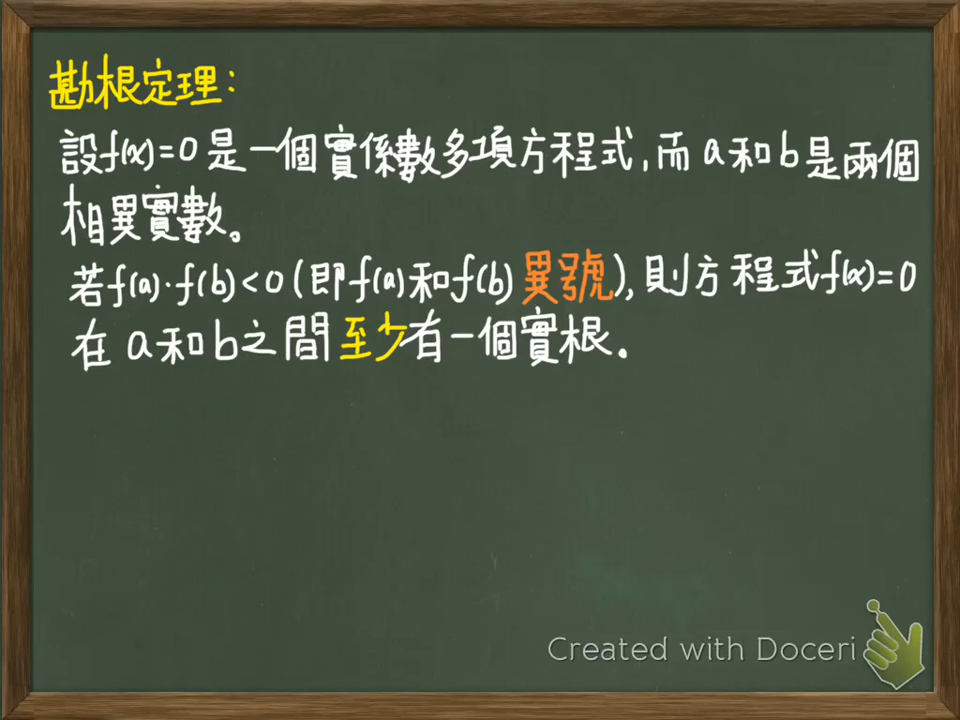 勘根定理：
設f(x)=0是一個實係數多項方程式，而a和b是兩個
相異實數。
若f(a)·f(b)<0(即f(a)和f(b)異號)，則方程式f(x)=0
在a和b之間至少有一個實根.
Created with Doceri